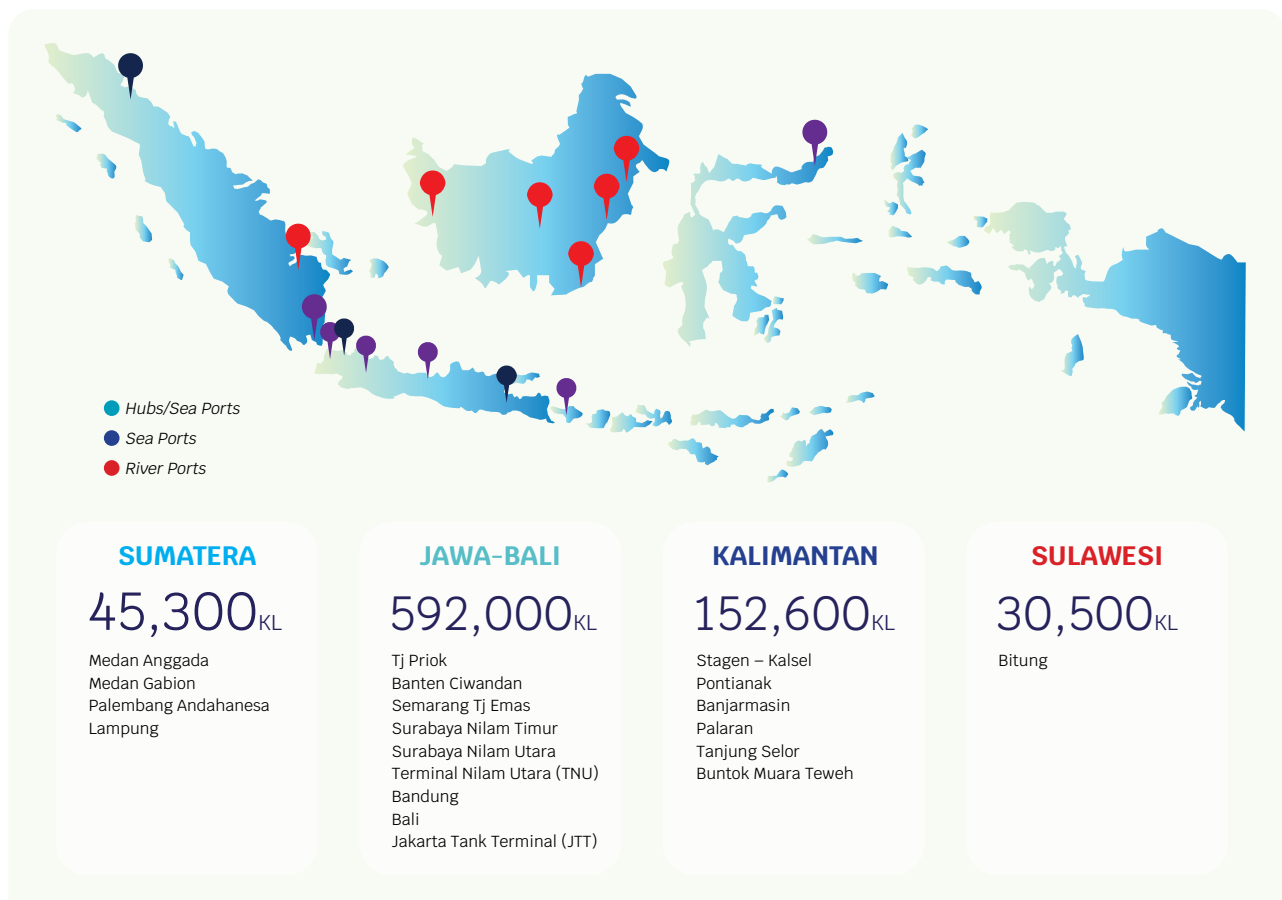 Hubs/Sea Ports
Sea Ports
River Ports
SUMATERA
45,300KL
Medan Anggada
Medan Gabion
Palembang Andahanesa
Lampung
JAWA-BALI
592,000KL
Tj Priok
Banten Ciwandan
Semarang Tj Emas
Surabaya Nilam Timur
Surabaya Nilam Utara
Terminal Nilam Utara (TNU)
Bandung
Bali
Jakarta Tank Terminal (JTT)
KALIMANTAN
152,600KL
Stagen – Kalsel
Pontianak
Banjarmasin
Palaran
Tanjung Selor
Buntok Muara Teweh
SULAWESI
30,500KL
Bitung